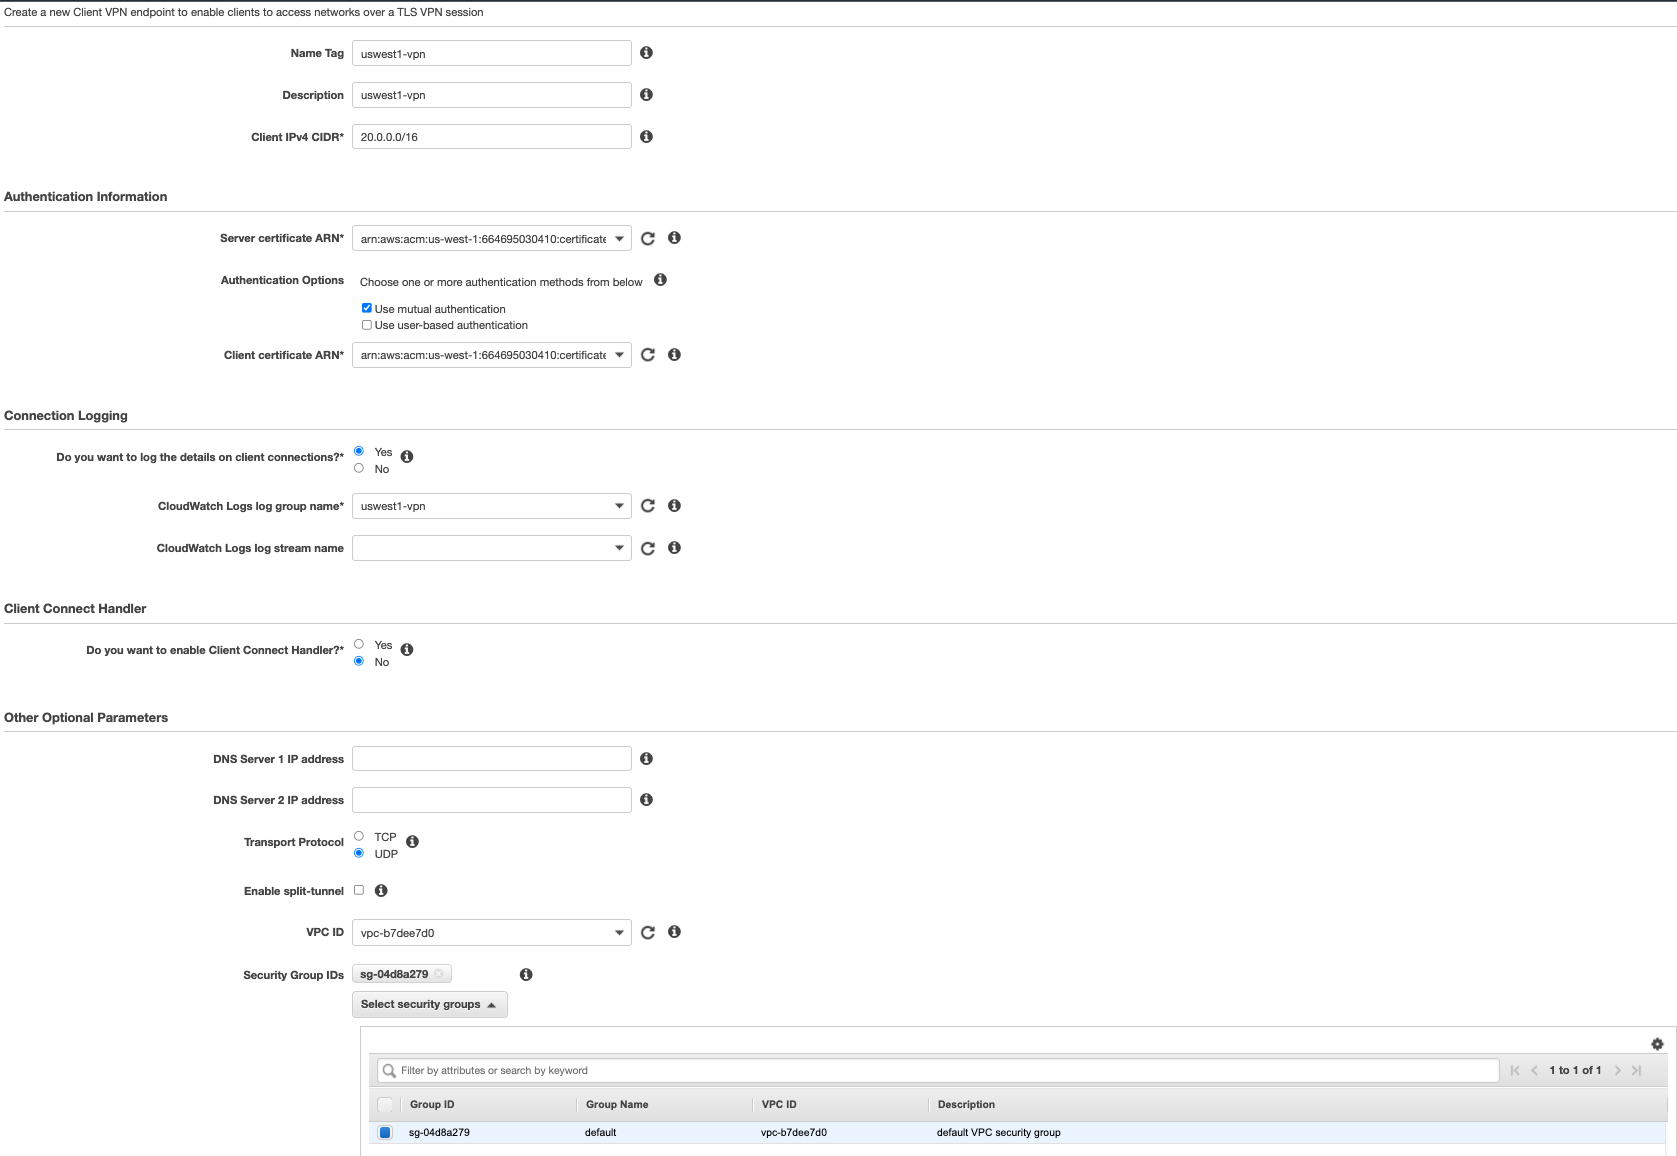 Create a new Client VPN endpoint to enable clients to access networks over a TLS VPN session
Name Tag uswest1-vpn
Description uswest1-vpn
Client IPv4 CIDR* 20.0.0.0/16
Authentication Information
Server certificate ARN* arn:aws:acm:us-west-1:664695030410:certificate
Authentication Options Choose one or more authentication methods from below
Use mutual authentication
Use user-based authentication
Client certificate ARN* arn:aws:acm:us-west-1:664695030410:certificate
Connection Logging
Do you want to log the details on client connections?* Yes
No
CloudWatch Logs log group name* uswest1-vpn
CloudWatch Logs log stream name
Client Connect Handler
Do you want to enable Client Connect Handler?* Yes
No
Other Optional Parameters
DNS Server 1 IP address
DNS Server 2 IP address
Transport Protocol TCP
UDP
Enable split-tunnel
VPC ID vpc-b7dee7d0
Security Group IDs sg-04d8a279
Select security groups
Filter by attributes or search by keyword 1 to 1 of 1
Group ID Group Name VPC ID Description
sg-04d8a279 default vpc-b7dee7d0 default VPC security group